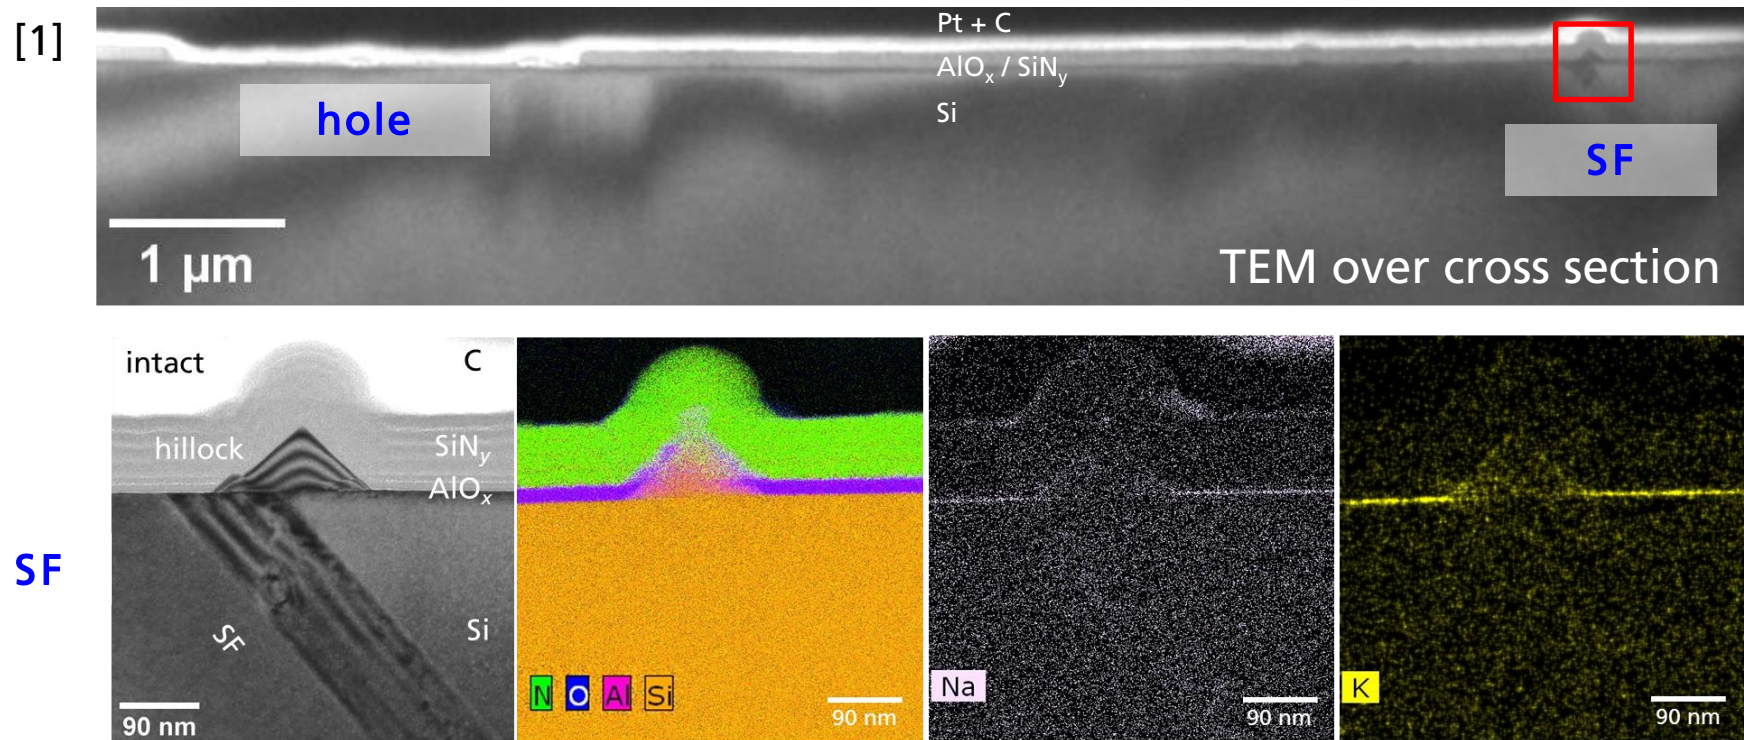 [1]
Pt + C
AlOx / SiNy
Si
hole
SF
1 µm
TEM over cross section
intact
C
hillock
SiNy
AlOx
SF
SF
Si
90 nm
N O Al Si
90 nm
Na
90 nm
K
90 nm